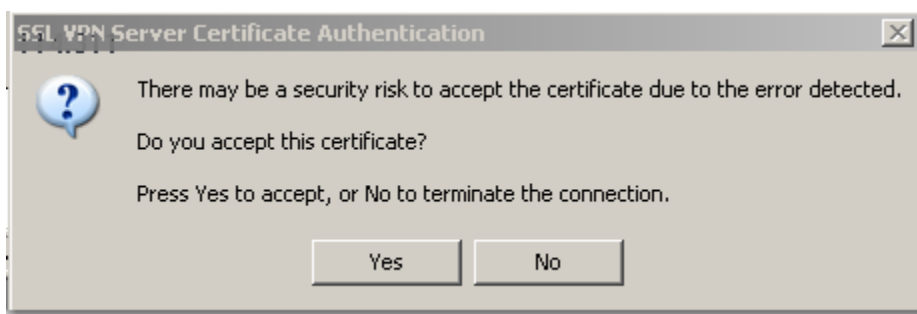 SSL VPN Server Certificate Authentication
There may be a security risk to accept the certificate due to the error detected.
Do you accept this certificate?
Press Yes to accept, or No to terminate the connection.
Yes No